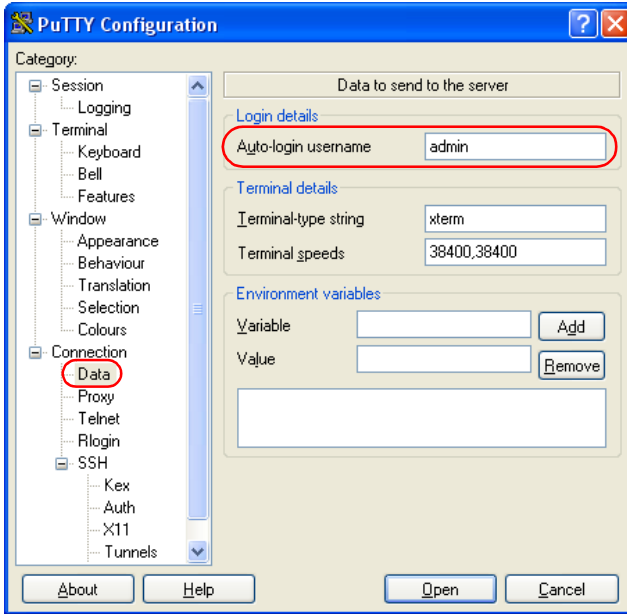 PuTTY Configuration
Category:
Session
Logging
Terminal
Keyboard
Bell
Features
Window
Appearance
Behaviour
Translation
Selection
Colours
Connection
Data
Proxy
Telnet
Rlogin
SSH
Kex
Auth
X11
Tunnels
Data to send to the server
Login details
Auto-login username admin
Terminal details
Terminal-type string xterm
Terminal speeds 38400,38400
Environment variables
Variable Add
Value Remove
About Help Open Cancel